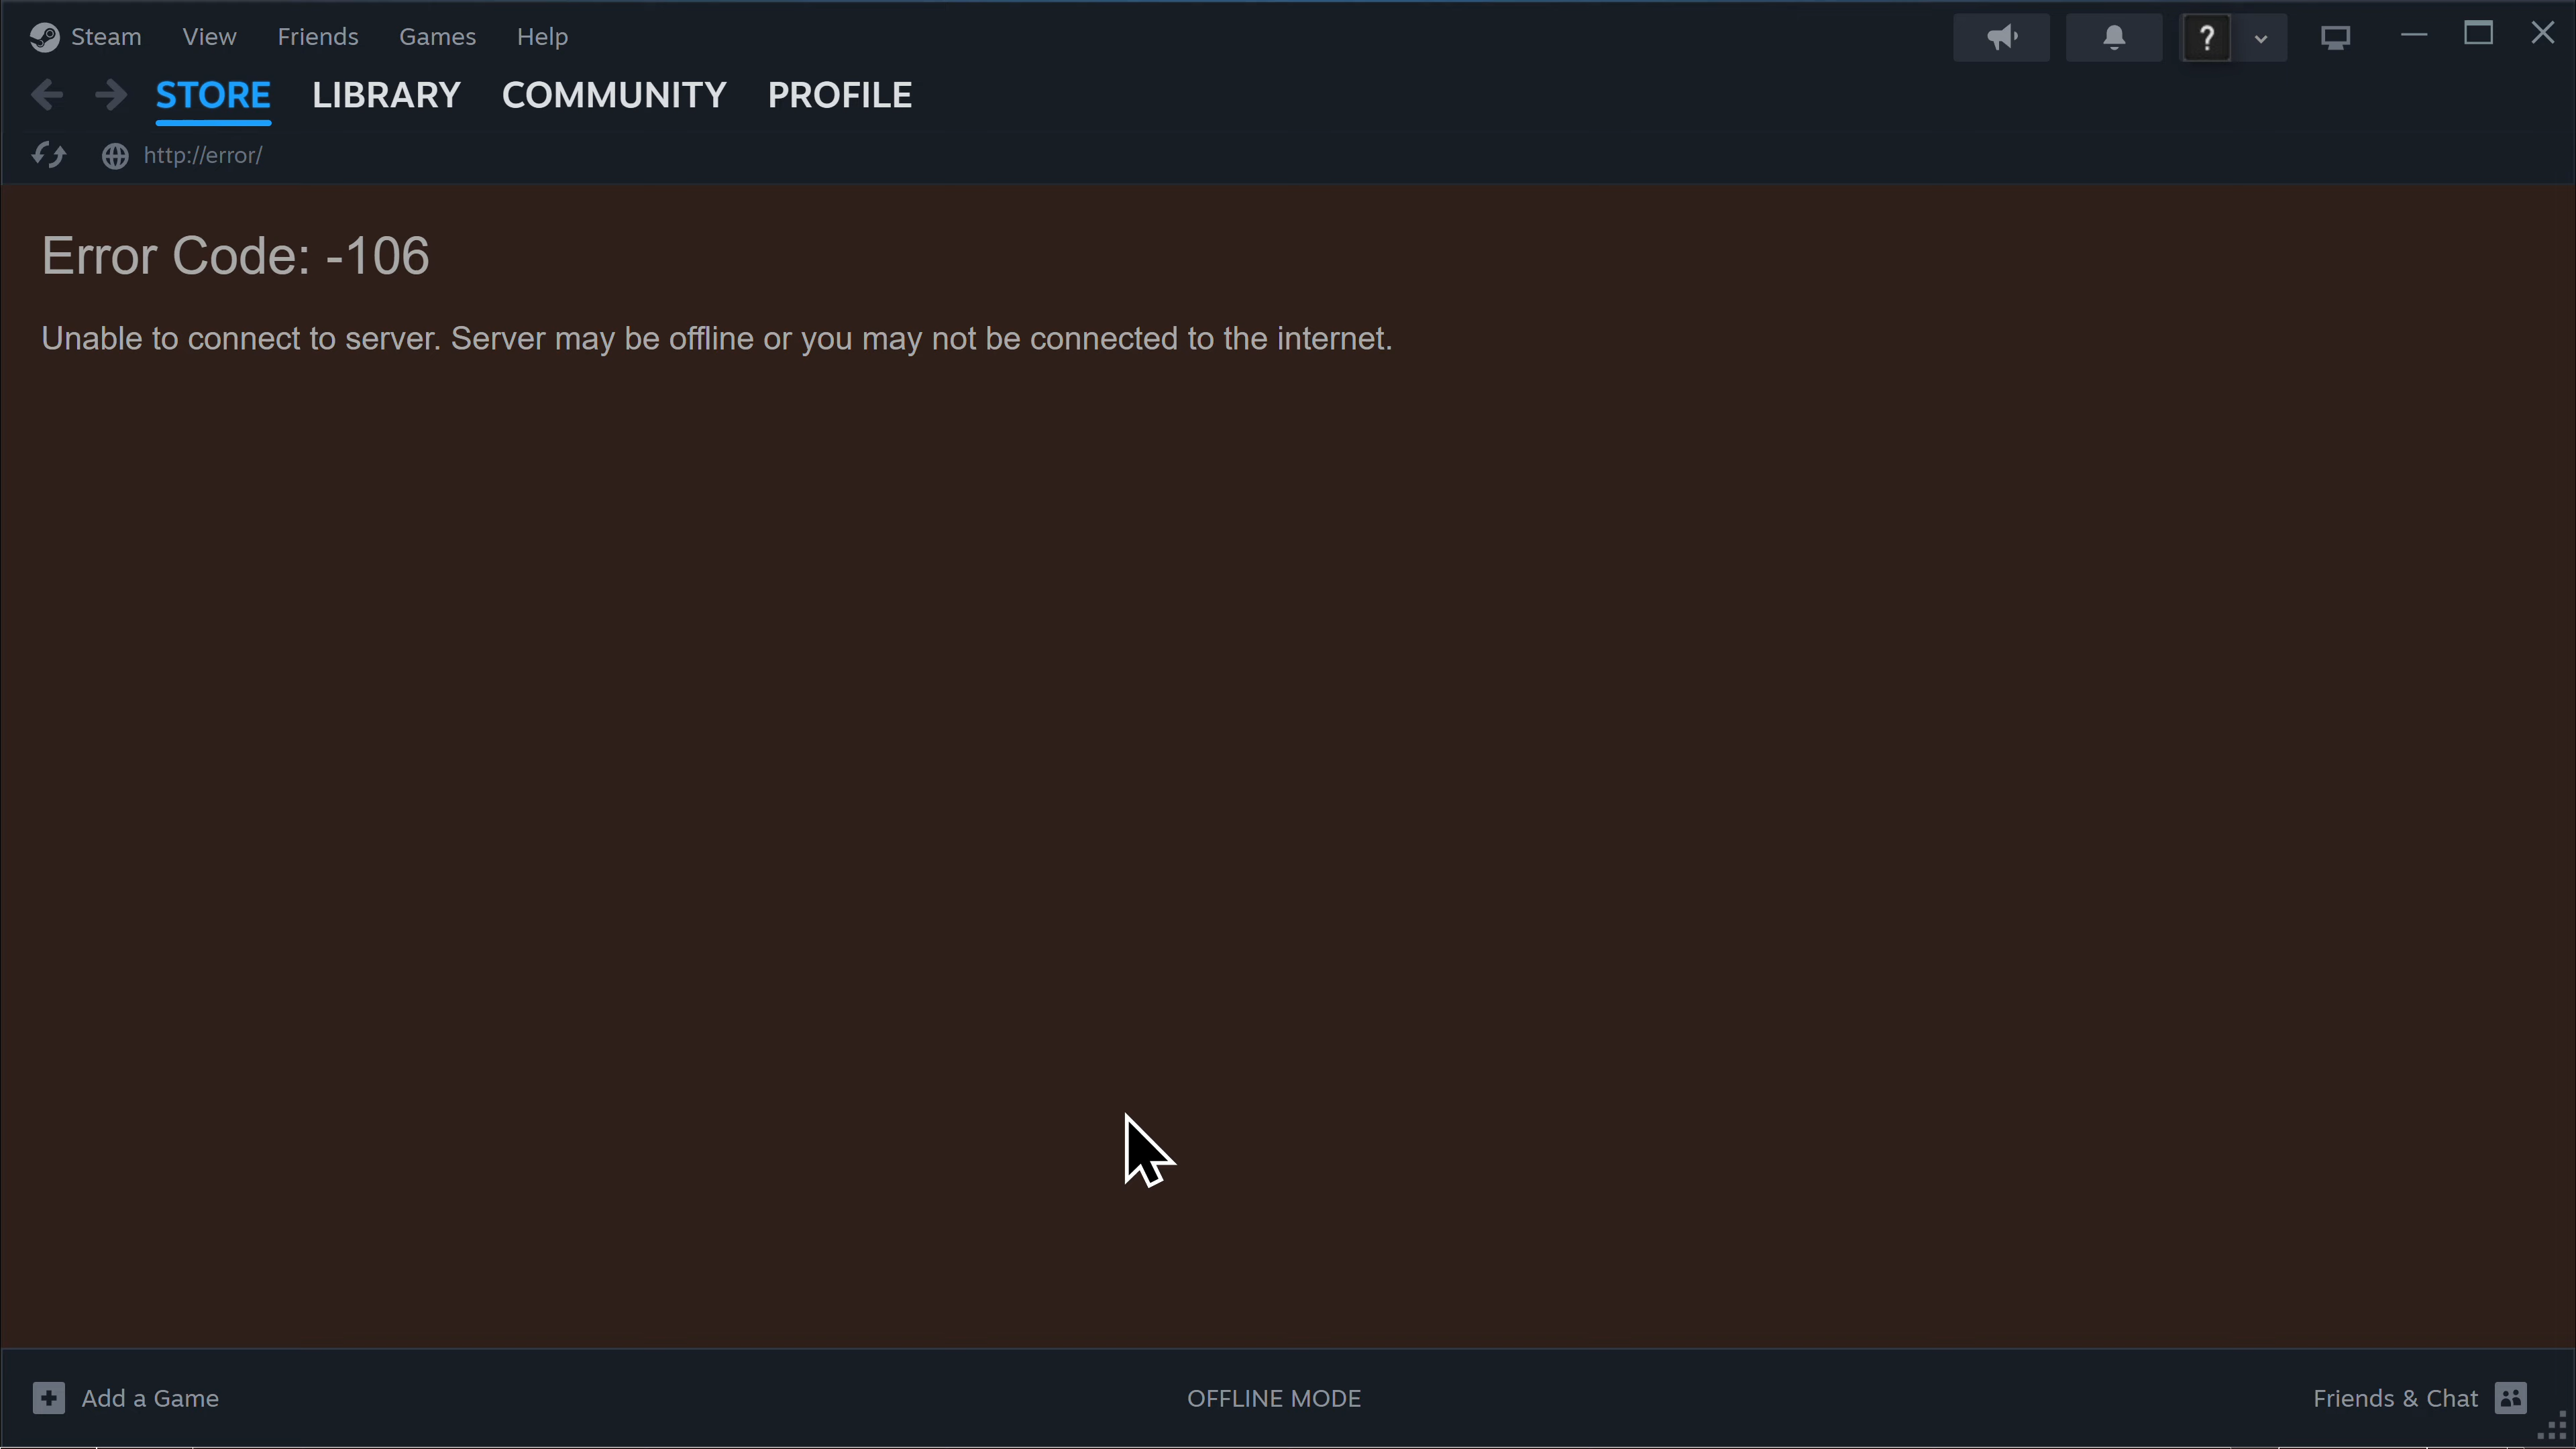 Steam View Friends Games Help ?
STORE LIBRARY COMMUNITY PROFILE
http://error/
Error Code: -106
Unable to connect to server. Server may be offline or you may not be connected to the internet.
Add a Game OFFLINE MODE Friends & Chat